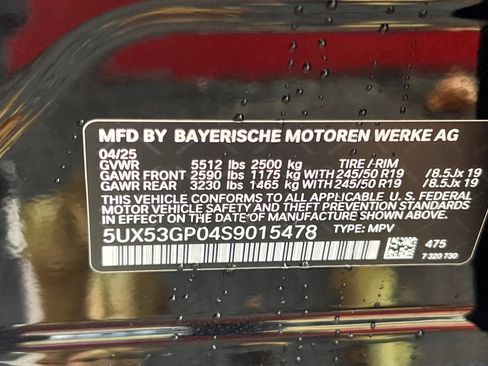 MFD BY BAYERISCHE MOTOREN WERKE AG
04/25
GVWR 5512 lbs 2500 kg TIRE / RIM
GAWR FRONT 2590 lbs 1175 kg WITH 245/50 R19 /8.5Jx 19
GAWR REAR 3230 lbs 1465 kg WITH 245/50 R19 /8.5Jx 19
THIS VEHICLE CONFORMS TO ALL APPLICABLE U. S. FEDERAL
MOTOR VEHICLE SAFETY AND THEFT PREVENTION STANDARDS
IN EFFECT ON THE DATE OF MANUFACTURE SHOWN ABOVE.
5UX53GP04S9015478 TYPE: MPV
475
7 320 730